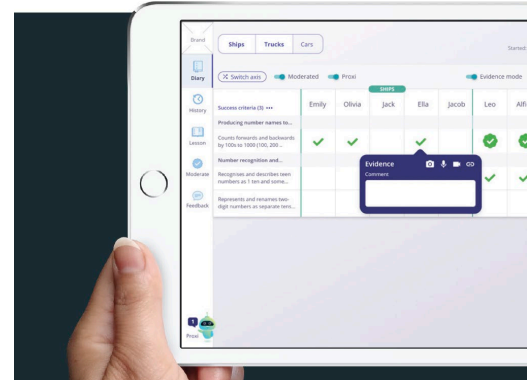 Brand
Ships Trucks Cars
Started:
Diary
Switch axis
Moderated
Proxi
Evidence mode
History
SHIPS
Success criteria (3) •••
Emily Olivia Jack Ella Jacob Leo Alfi
Producing number names to...
Lesson
Counts forwards and backwards
by 100s to 1000 (100, 200 ...
Number recognition and...
Moderate
Recognises and describes teen
numbers as 1 ten and some...
Evidence
Comment
Feedback
Represents and renames two-
digit numbers as separate tens...
1
Proxi